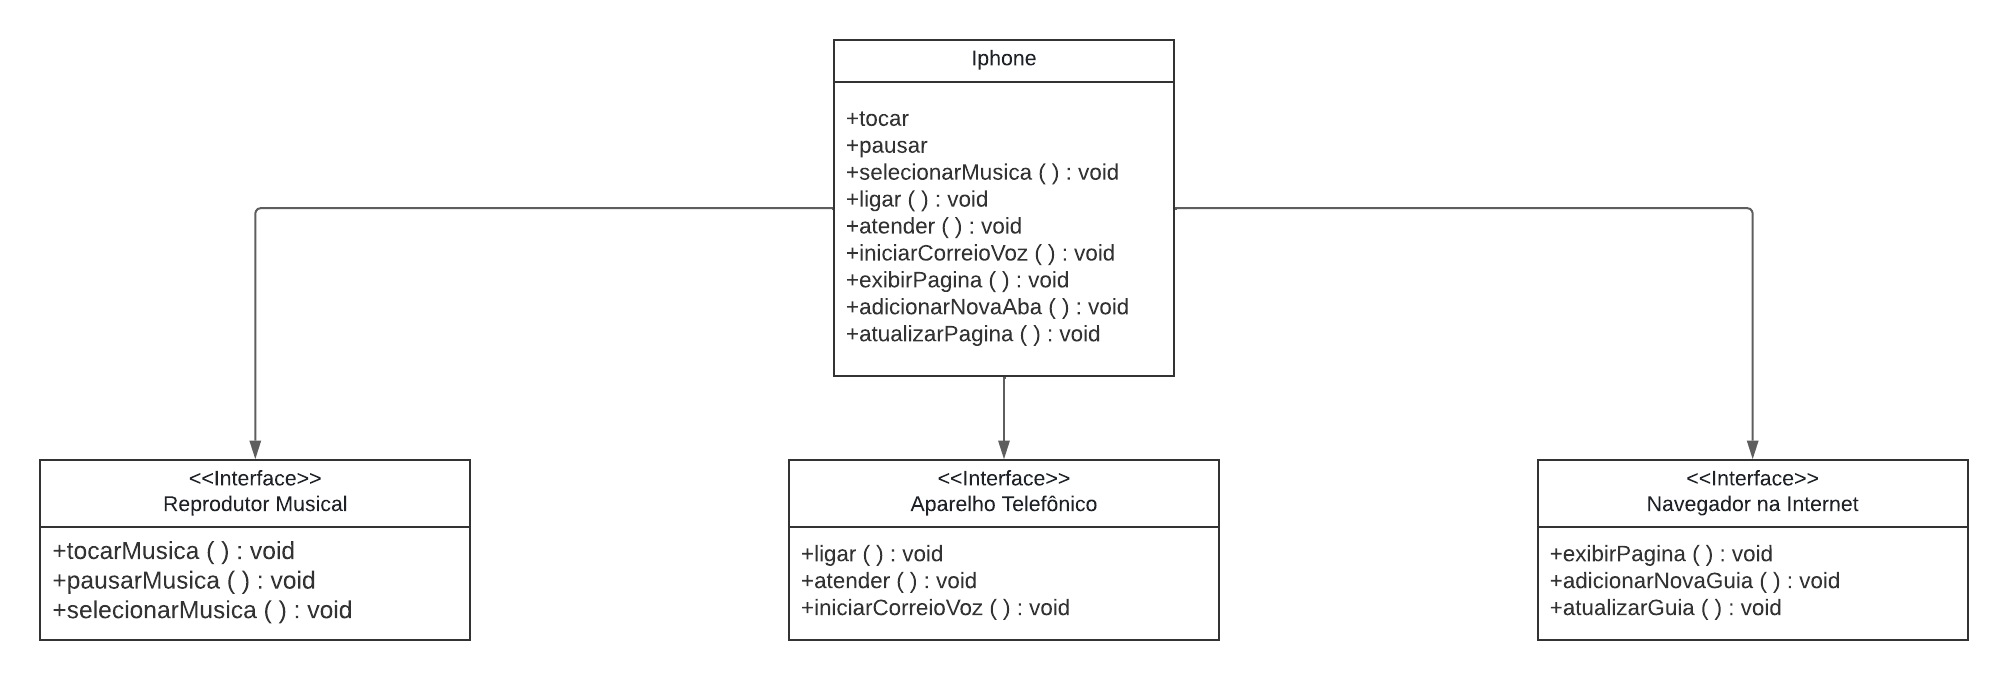 Iphone
+tocar
+pausar
+selecionarMusica ( ) : void
+ligar ( ) : void
+atender ( ) : void
+iniciarCorreioVoz ( ) : void
+exibirPagina ( ) : void
+adicionarNovaAba ( ) : void
+atualizarPagina ( ) : void
<<Interface>>
Reprodutor Musical
+tocarMusica ( ) : void
+pausarMusica ( ) : void
+selecionarMusica ( ) : void
<<Interface>>
Aparelho Telefônico
+ligar ( ) : void
+atender ( ) : void
+iniciarCorreioVoz ( ) : void
<<Interface>>
Navegador na Internet
+exibirPagina ( ) : void
+adicionarNovaGuia ( ) : void
+atualizarGuia ( ) : void